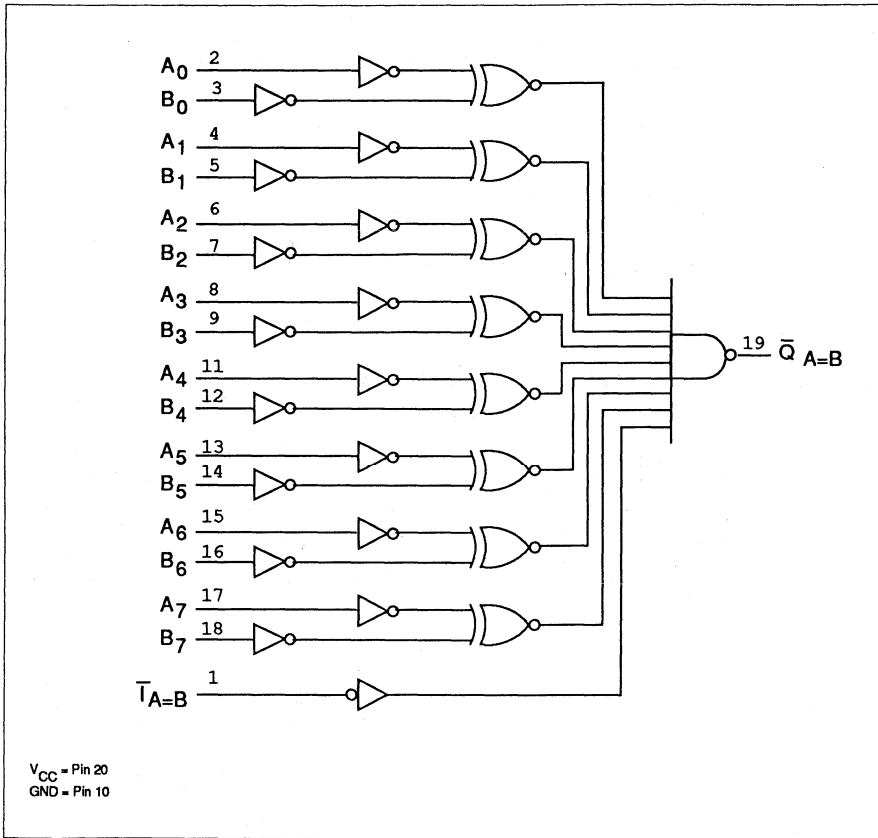 A0 2
B0 3
A1 4
B1 5
A2 6
B2 7
A3 8
B3 9
A4 11
B4 12
A5 13
B5 14
A6 15
B6 16
A7 17
B7 18
I̅A=B 1
19 Q̅ A=B
VCC = Pin 20
GND = Pin 10